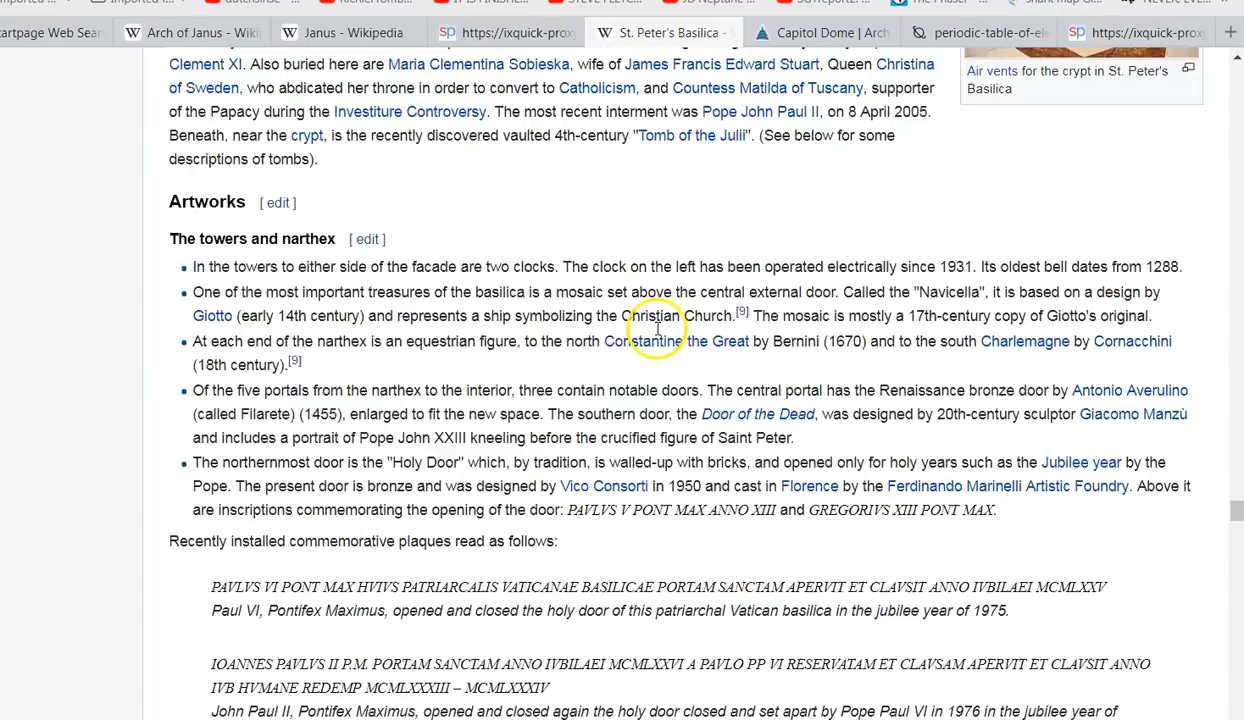 artpage Web Sear
Arch of Janus - Wiki
Janus - Wikipedia
https://ixquick-prox
St. Peter's Basilica - W
Capitol Dome | Arch
periodic-table-of-el
https://ixquick-prox
Clement XI. Also buried here are Maria Clementina Sobieska, wife of James Francis Edward Stuart, Queen Christina
of Sweden, who abdicated her throne in order to convert to Catholicism, and Countess Matilda of Tuscany, supporter
of the Papacy during the Investiture Controversy. The most recent interment was Pope John Paul II, on 8 April 2005.
Beneath, near the crypt, is the recently discovered vaulted 4th-century "Tomb of the Julii". (See below for some
descriptions of tombs).
Air vents for the crypt in St. Peter's
Basilica
Artworks [ edit ]
The towers and narthex [ edit ]
• In the towers to either side of the facade are two clocks. The clock on the left has been operated electrically since 1931. Its oldest bell dates from 1288.
• One of the most important treasures of the basilica is a mosaic set above the central external door. Called the "Navicella", it is based on a design by
Giotto (early 14th century) and represents a ship symbolizing the Christian Church.[9] The mosaic is mostly a 17th-century copy of Giotto's original.
• At each end of the narthex is an equestrian figure, to the north Constantine the Great by Bernini (1670) and to the south Charlemagne by Cornacchini
(18th century).[9]
• Of the five portals from the narthex to the interior, three contain notable doors. The central portal has the Renaissance bronze door by Antonio Averulino
(called Filarete) (1455), enlarged to fit the new space. The southern door, the Door of the Dead, was designed by 20th-century sculptor Giacomo Manzù
and includes a portrait of Pope John XXIII kneeling before the crucified figure of Saint Peter.
• The northernmost door is the "Holy Door" which, by tradition, is walled-up with bricks, and opened only for holy years such as the Jubilee year by the
Pope. The present door is bronze and was designed by Vico Consorti in 1950 and cast in Florence by the Ferdinando Marinelli Artistic Foundry. Above it
are inscriptions commemorating the opening of the door: PAVLVS V PONT MAX ANNO XIII and GREGORIVS XIII PONT MAX.
Recently installed commemorative plaques read as follows:
PAVLVS VI PONT MAX HVIVS PATRIARCALIS VATICANAE BASILICAE PORTAM SANCTAM APERVIT ET CLAVSIT ANNO IVBILAEI MCMLXXV
Paul VI, Pontifex Maximus, opened and closed the holy door of this patriarchal Vatican basilica in the jubilee year of 1975.
IOANNES PAVLVS II P.M. PORTAM SANCTAM ANNO IVBILAEI MCMLXXVI A PAVLO PP VI RESERVATAM ET CLAVSAM APERVIT ET CLAVSIT ANNO
IVB HVMANE REDEMP MCMLXXXIII – MCMLXXXIV
John Paul II, Pontifex Maximus, opened and closed again the holy door closed and set apart by Pope Paul VI in 1976 in the jubilee year of